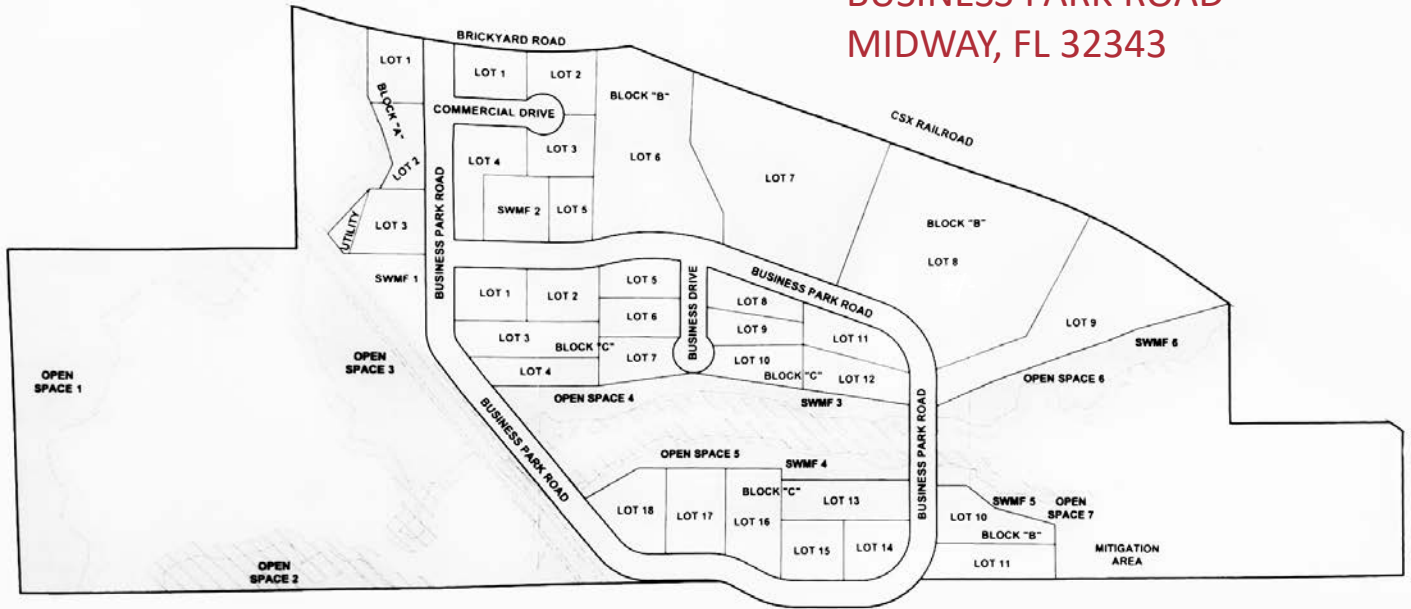 BUSINESS PARK ROAD
MIDWAY, FL 32343
BRICKYARD ROAD
CSX RAILROAD
LOT 1
BLOCK "A"
LOT 2
LOT 3
UTILITY
SWMF 1
BUSINESS PARK ROAD
LOT 1
LOT 2
COMMERCIAL DRIVE
LOT 3
LOT 4
SWMF 2
LOT 5
BLOCK "B"
LOT 6
LOT 7
BLOCK "B"
LOT 8
LOT 9
SWMF 6
OPEN SPACE 6
BUSINESS PARK ROAD
BUSINESS DRIVE
LOT 1
LOT 2
LOT 3
BLOCK "C"
LOT 4
LOT 5
LOT 6
LOT 7
LOT 8
LOT 9
LOT 10
BLOCK "C"
LOT 11
LOT 12
OPEN
SPACE 1
OPEN
SPACE 3
OPEN SPACE 4
SWMF 3
BUSINESS PARK ROAD
BUSINESS PARK ROAD
OPEN SPACE 5
SWMF 4
BLOCK "C"
LOT 13
LOT 18
LOT 17
LOT 16
LOT 15
LOT 14
SWMF 5
OPEN
SPACE 7
LOT 10
BLOCK "B"
LOT 11
MITIGATION
AREA
OPEN
SPACE 2